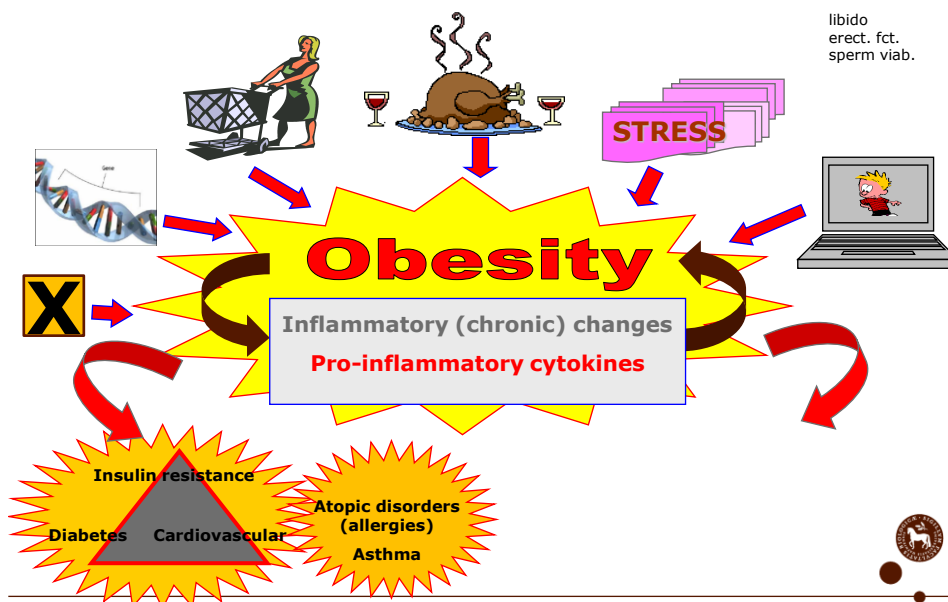 libido
erect. fct.
sperm viab.
STRESS
Gene
X
Obesity
Inflammatory (chronic) changes
Pro-inflammatory cytokines
Insulin resistance
Diabetes Cardiovascular
Atopic disorders
(allergies)
Asthma